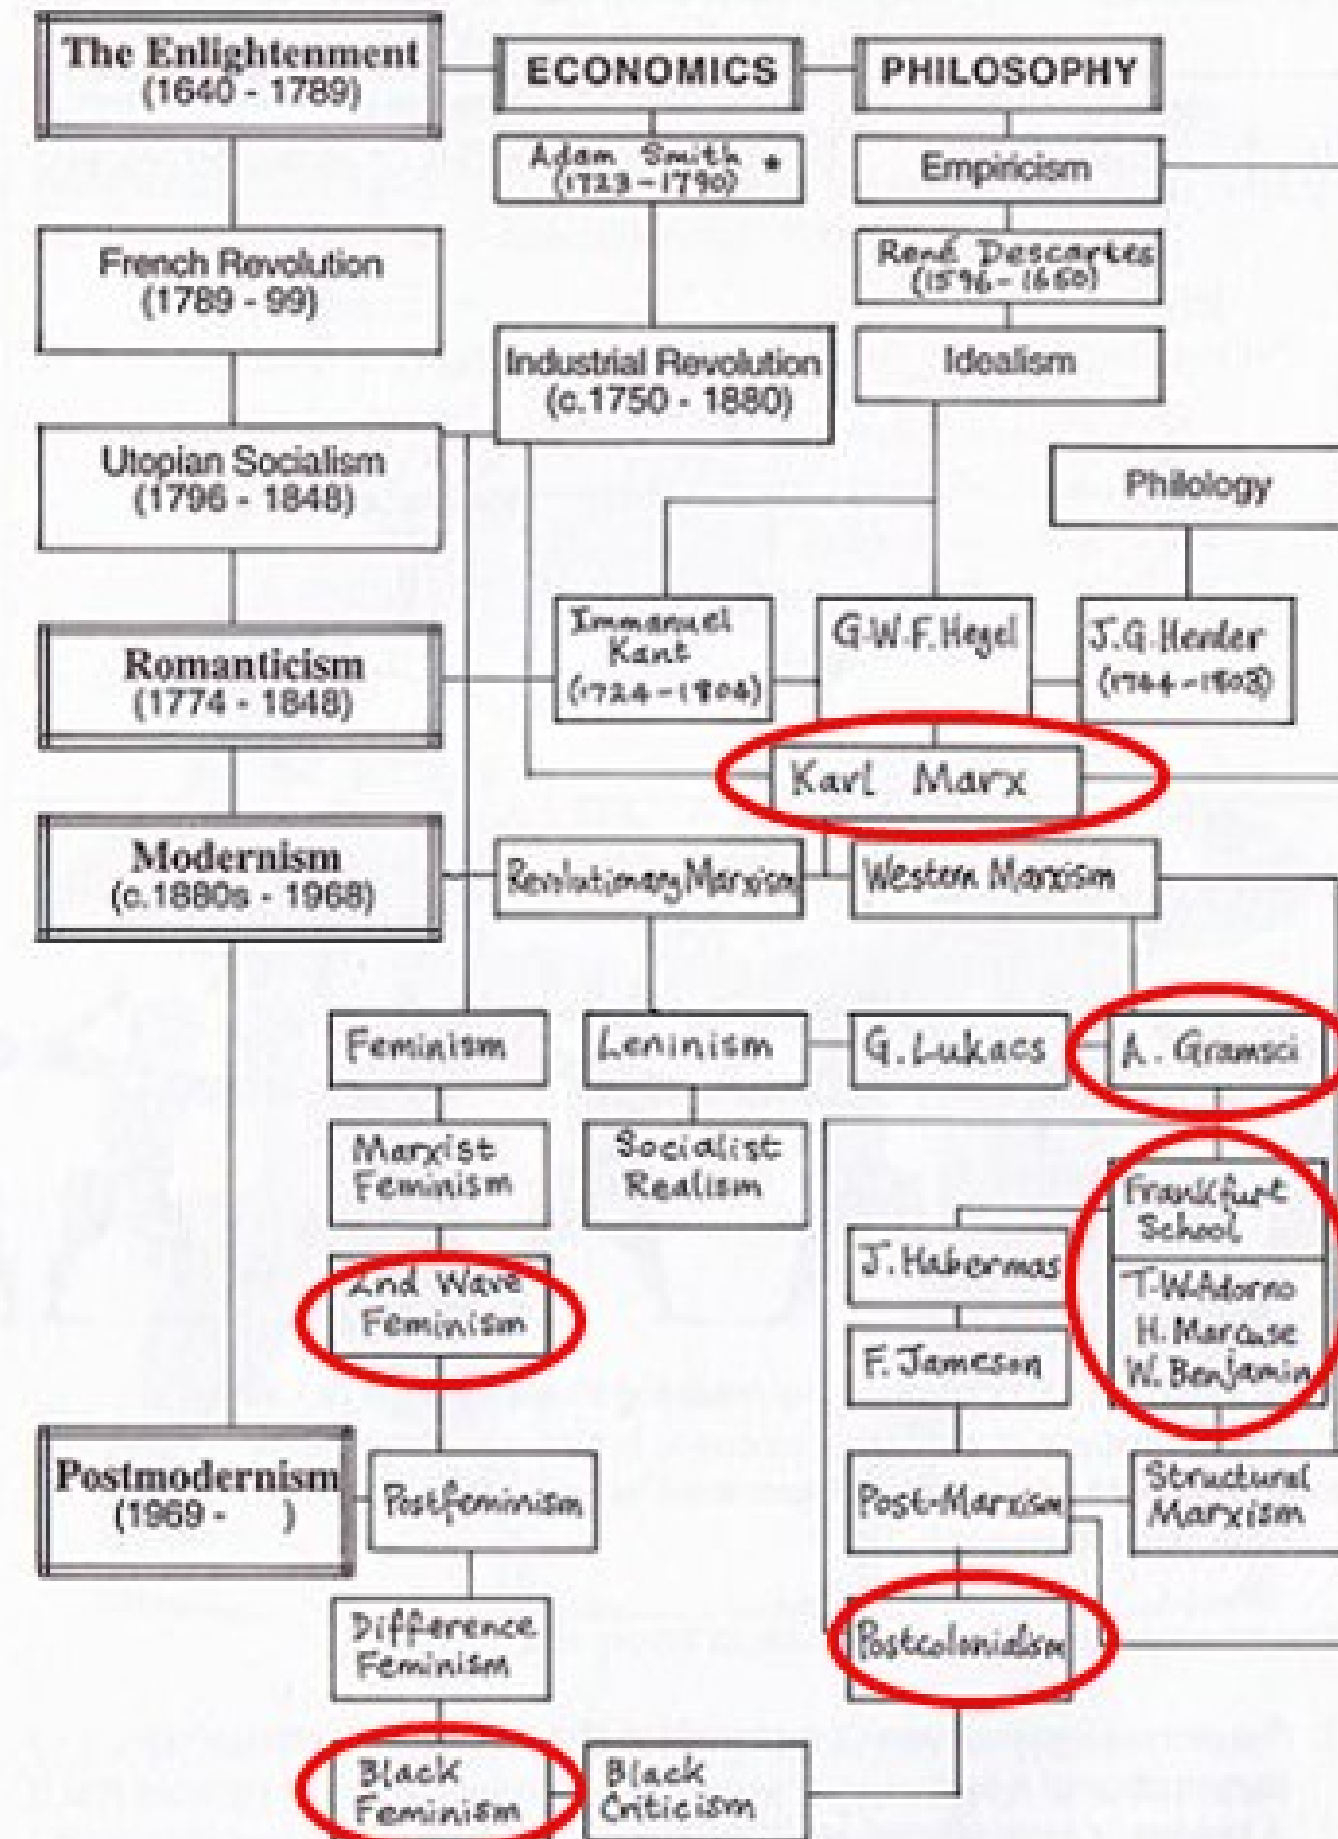 The Enlightenment
(1640 - 1789)
ECONOMICS
PHILOSOPHY
Adam Smith *
(1723-1790)
Empiricism
French Revolution
(1789 - 99)
René Descartes
(1596-1650)
Industrial Revolution
(c.1750 - 1880)
Idealism
Utopian Socialism
(1796 - 1848)
Philology
Romanticism
(1774 - 1848)
Immanuel
Kant
(1724-1804)
G.W.F. Hegel
J.G. Herder
(1744-1803)
Karl Marx
Modernism
(c.1880s - 1968)
Revolutionary Marxism
Western Marxism
Feminism
Leninism
G. Lukacs
A. Gramsci
Marxist
Feminism
Socialist
Realism
Frankfurt
School
T.W. Adorno
H. Marcuse
W. Benjamin
J. Habermas
2nd Wave
Feminism
F. Jameson
Postmodernism
(1969 - )
Postfeminism
Post-Marxism
Structural
Marxism
Difference
Feminism
Postcolonialism
Black
Feminism
Black
Criticism